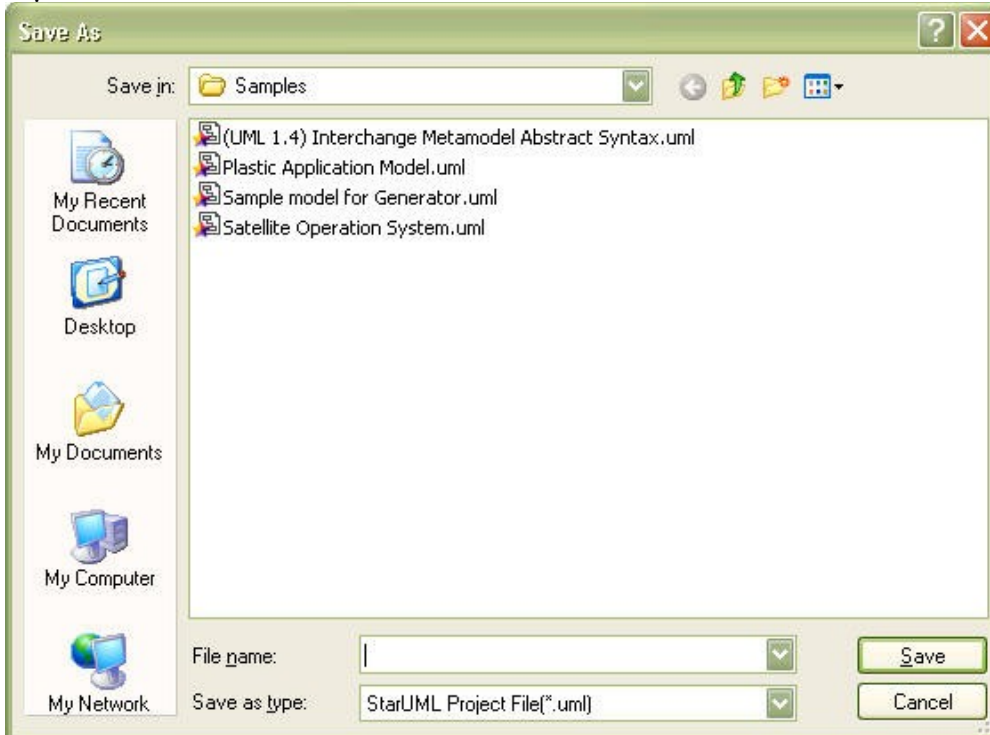 Save As
Save in:
Samples
(UML 1.4) Interchange Metamodel Abstract Syntax.uml
Plastic Application Model.uml
Sample model for Generator.uml
Satellite Operation System.uml
My Recent
Documents
Desktop
My Documents
My Computer
My Network
File name:
Save
Save as type:
StarUML Project File(*.uml)
Cancel